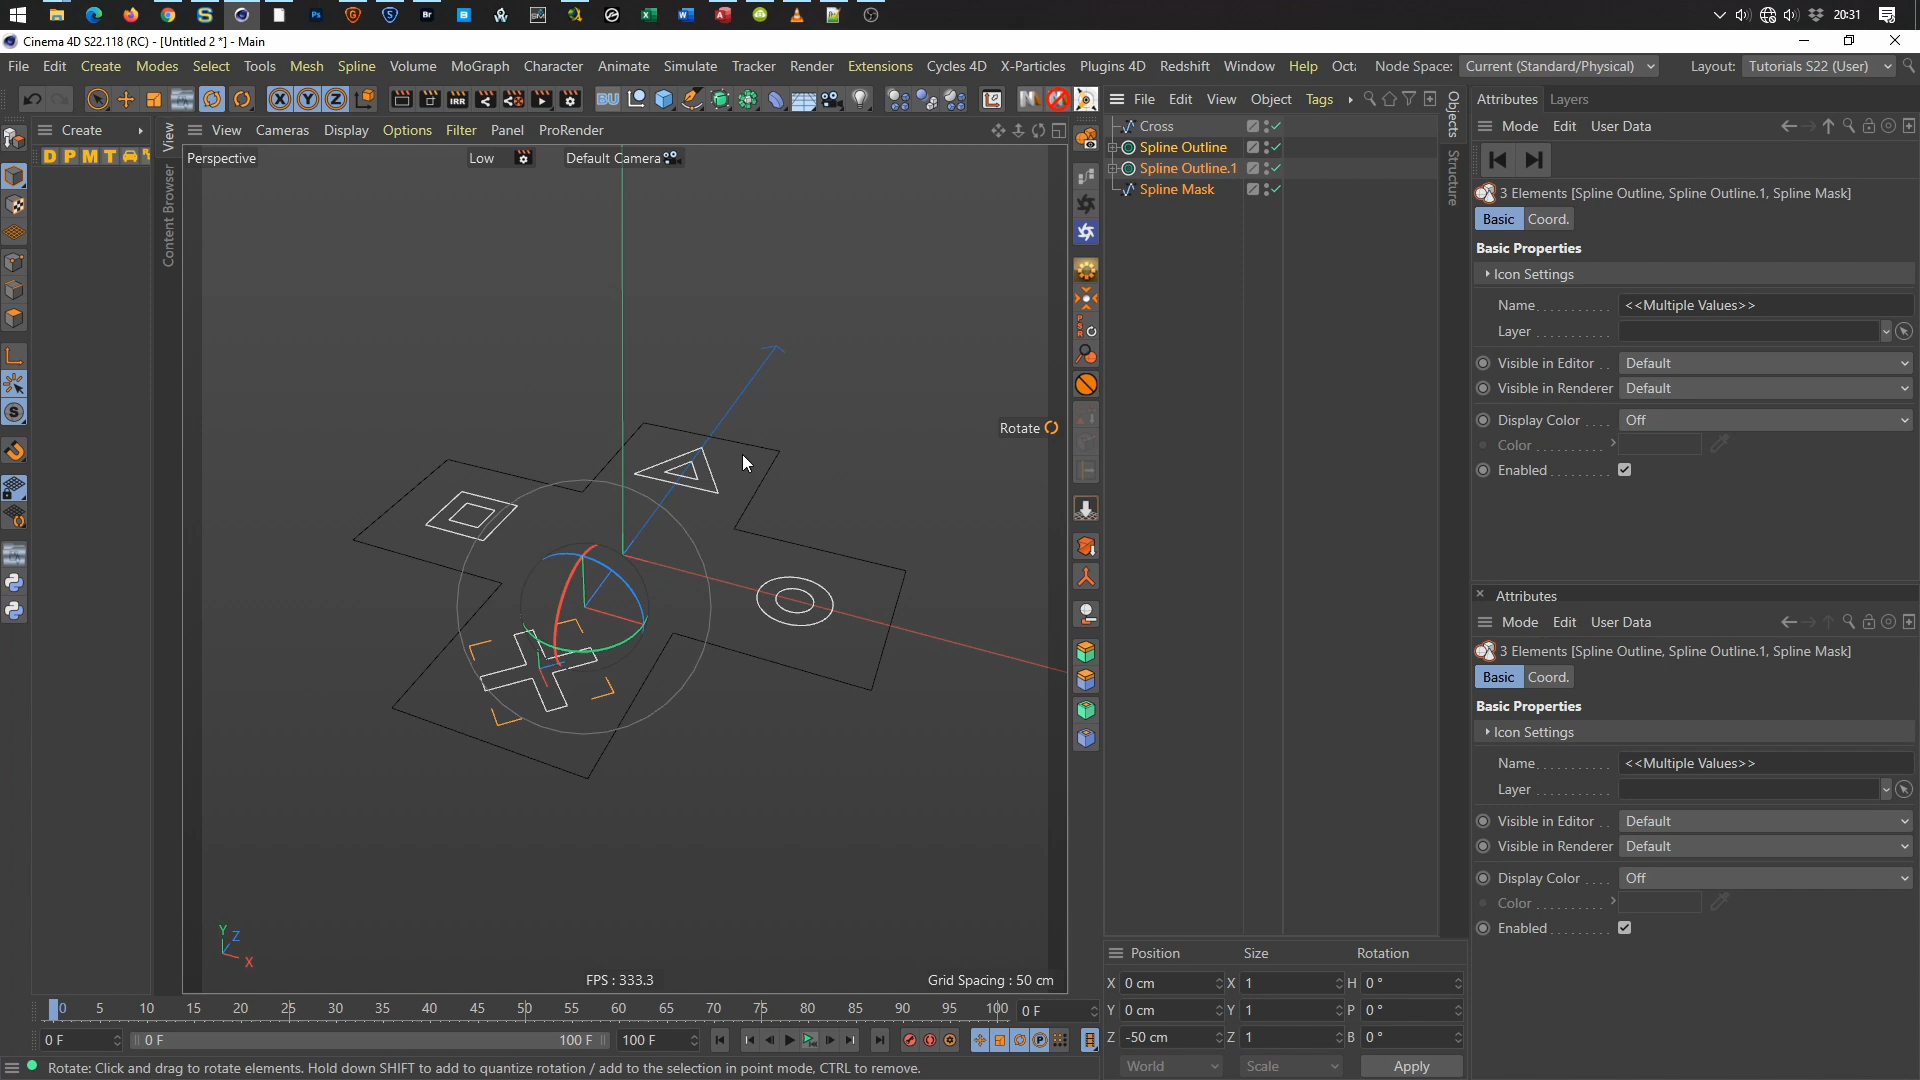 20:31
Cinema 4D S22.118 (RC) - [Untitled 2 *] - Main
File Edit Create Modes Select Tools Mesh Spline Volume MoGraph Character Animate Simulate Tracker Render Extensions Cycles 4D X-Particles Plugins 4D Redshift Window Help Octa Node Space: Current (Standard/Physical) Layout: Tutorials S22 (User)
File Edit View Object Tags
Attributes Layers
Create
View Cameras Display Options Filter Panel ProRender
Mode Edit User Data
D P M T
Perspective
Low
Default Camera
Cross
Spline Outline
Spline Outline.1
Spline Mask
View
Content Browser
Objects
Structure
3 Elements [Spline Outline, Spline Outline.1, Spline Mask]
Basic Coord.
Basic Properties
Icon Settings
Name <<Multiple Values>>
Layer
Visible in Editor Default
Visible in Renderer Default
Display Color Off
Color
Enabled
Rotate
Attributes
Mode Edit User Data
3 Elements [Spline Outline, Spline Outline.1, Spline Mask]
Basic Coord.
Basic Properties
Icon Settings
Name <<Multiple Values>>
Layer
Visible in Editor Default
Visible in Renderer Default
Display Color Off
Color
Enabled
Y
Z
X
FPS : 333.3
Grid Spacing : 50 cm
Position Size Rotation
X 0 cm X 1 H 0 °
Y 0 cm Y 1 P 0 °
Z -50 cm Z 1 B 0 °
World Scale Apply
0 5 10 15 20 25 30 35 40 45 50 55 60 65 70 75 80 85 90 95 100 0 F
0 F 0 F 100 F 100 F
Rotate: Click and drag to rotate elements. Hold down SHIFT to add to quantize rotation / add to the selection in point mode, CTRL to remove.